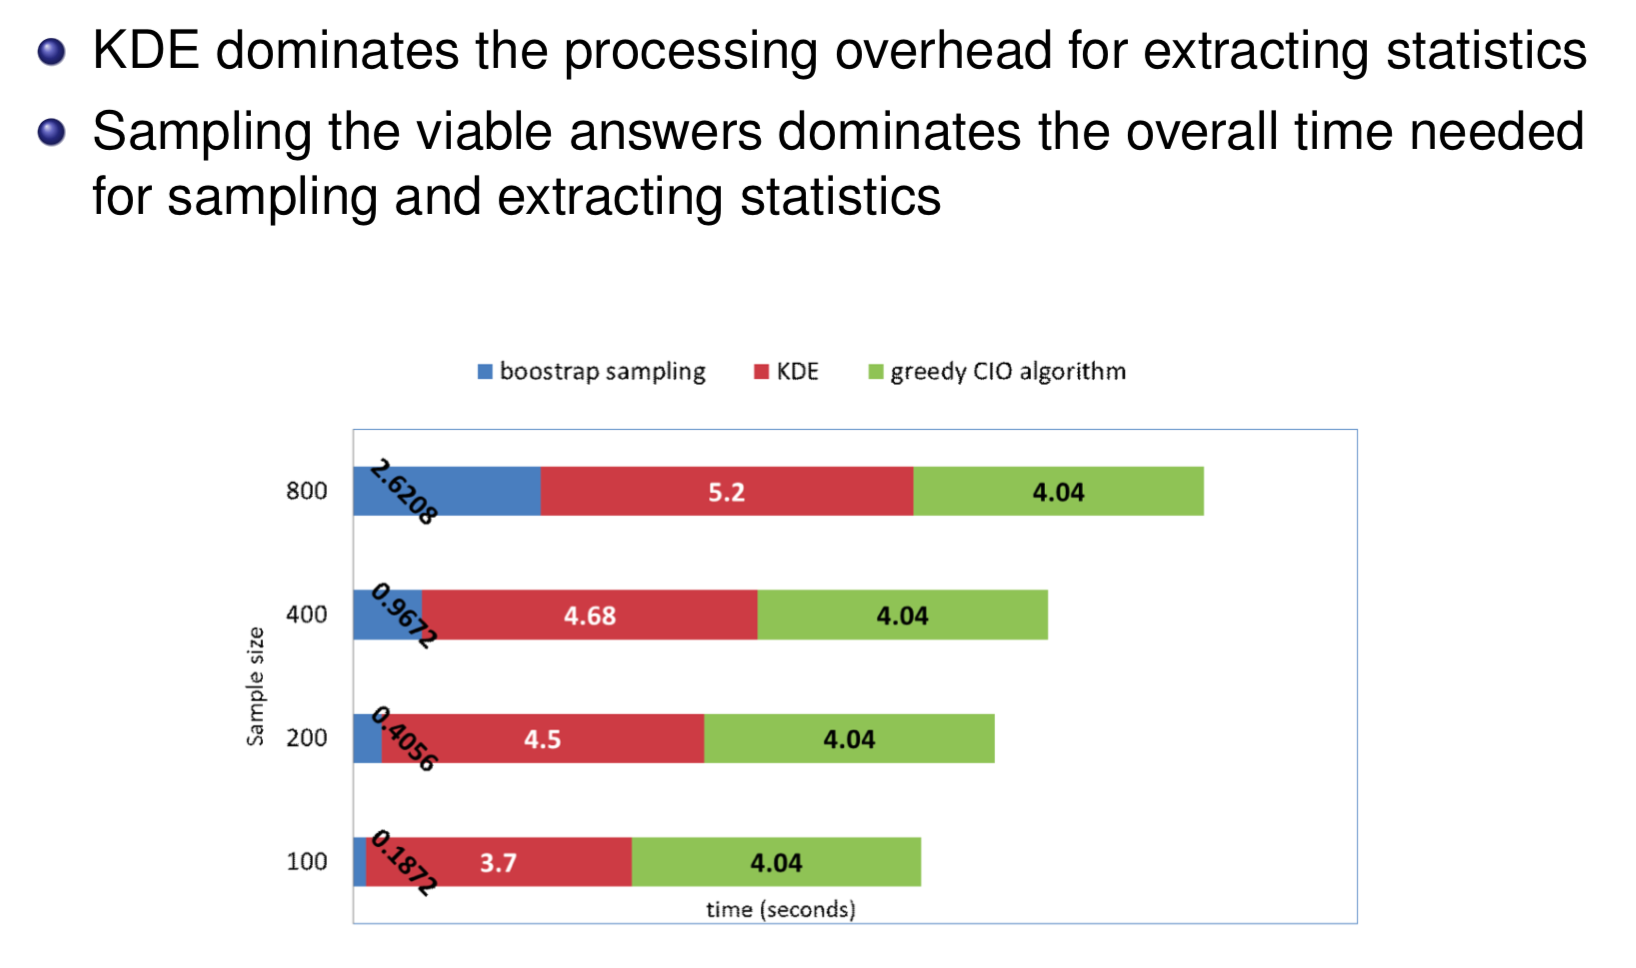 KDE dominates the processing overhead for extracting statistics
Sampling the viable answers dominates the overall time needed
for sampling and extracting statistics
boostrap sampling KDE greedy CIO algorithm
800 2.6208 5.2 4.04
400 0.9672 4.68 4.04
Sample size
200 0.4056 4.5 4.04
100 0.1872 3.7 4.04
time (seconds)